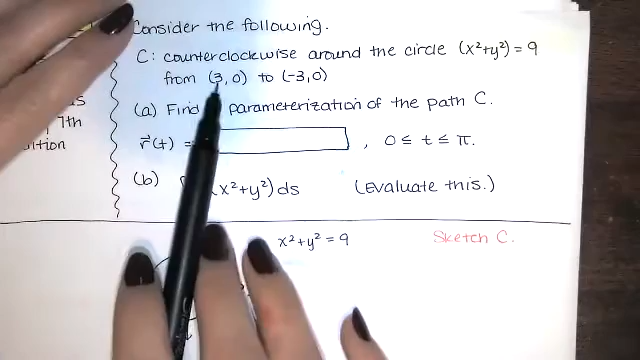 Consider the following.
C: counterclockwise around the circle (x²+y²) = 9
from (3, 0) to (-3, 0)
(a) Find parameterization of the path C.
7th
r⃗(t) = , 0 ≤ t ≤ π.
(b) (x²+y²) ds (Evaluate this.)
x²+y² = 9 Sketch C.